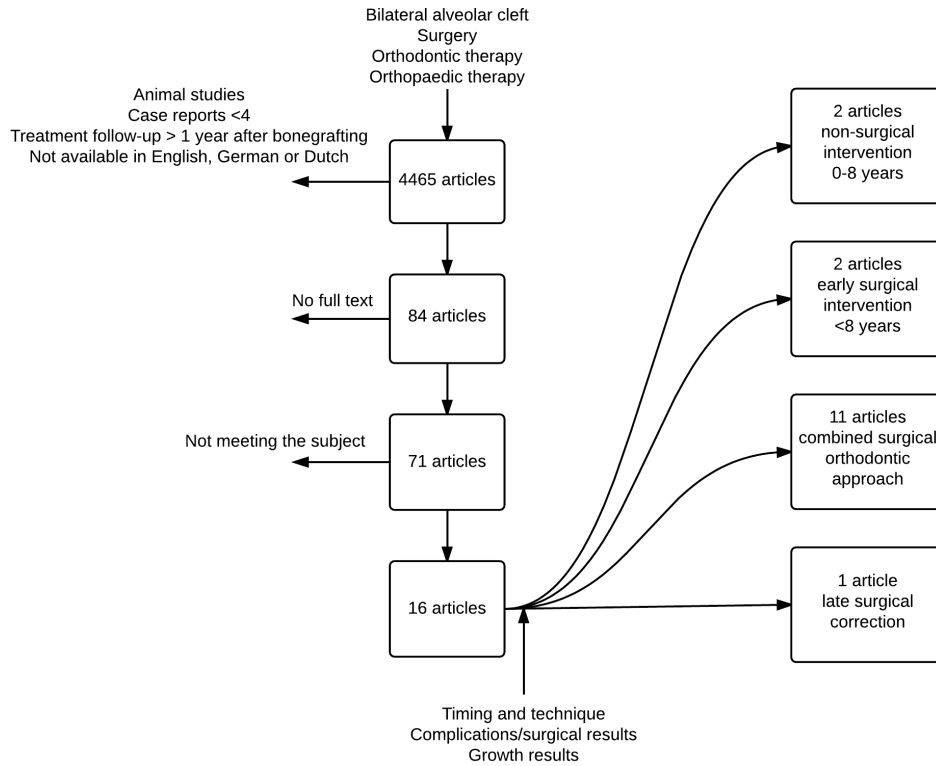 Bilateral alveolar cleft
Surgery
Orthodontic therapy
Orthopaedic therapy
Animal studies
Case reports <4
Treatment follow-up > 1 year after bonegrafting
Not available in English, German or Dutch
4465 articles
No full text
84 articles
Not meeting the subject
71 articles
16 articles
Timing and technique
Complications/surgical results
Growth results
2 articles
non-surgical
intervention
0-8 years
2 articles
early surgical
intervention
<8 years
11 articles
combined surgical
orthodontic
approach
1 article
late surgical
correction